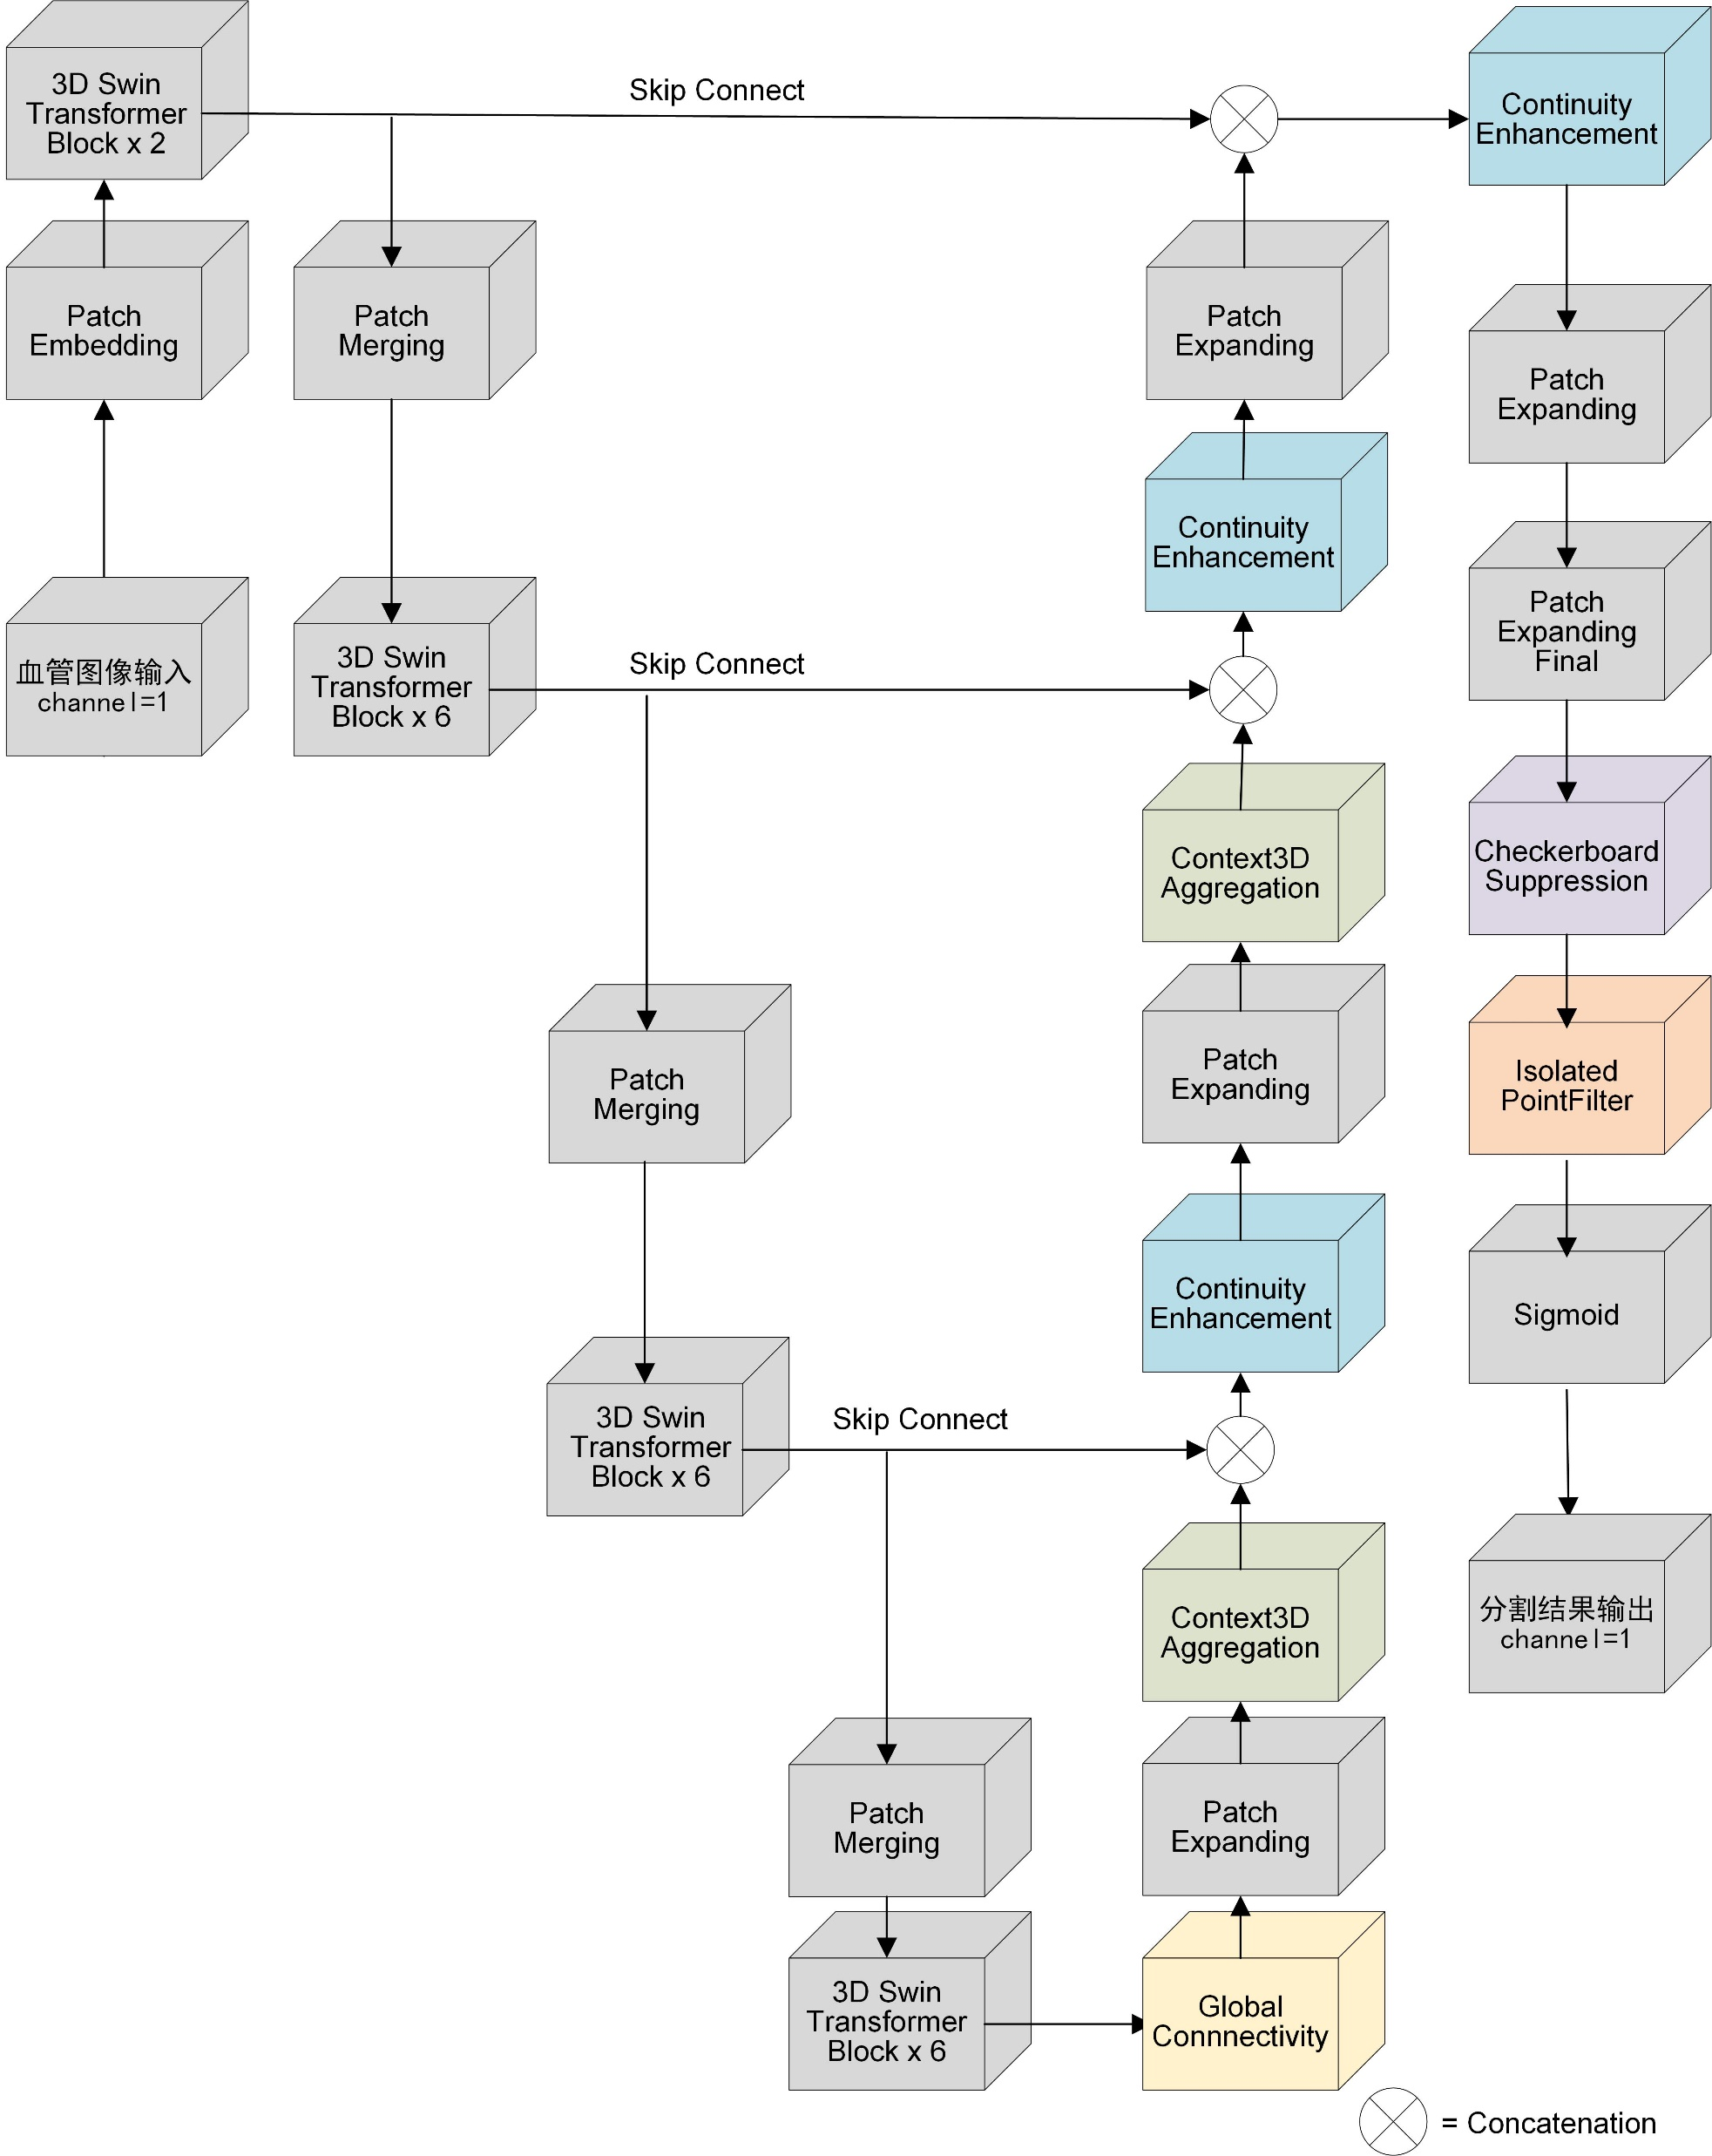 3D Swin
Transformer
Block x 2
Skip Connect
Continuity
Enhancement
Patch
Embedding
Patch
Merging
Patch
Expanding
Patch
Expanding
Continuity
Enhancement
Patch
Expanding
Final
血管图像输入
channel=1
3D Swin
Transformer
Block x 6
Skip Connect
Context3D
Aggregation
Checkerboard
Suppression
Patch
Merging
Patch
Expanding
Isolated
PointFilter
Continuity
Enhancement
Sigmoid
3D Swin
Transformer
Block x 6
Skip Connect
Context3D
Aggregation
分割结果输出
channel=1
Patch
Merging
Patch
Expanding
3D Swin
Transformer
Block x 6
Global
Connnectivity
= Concatenation